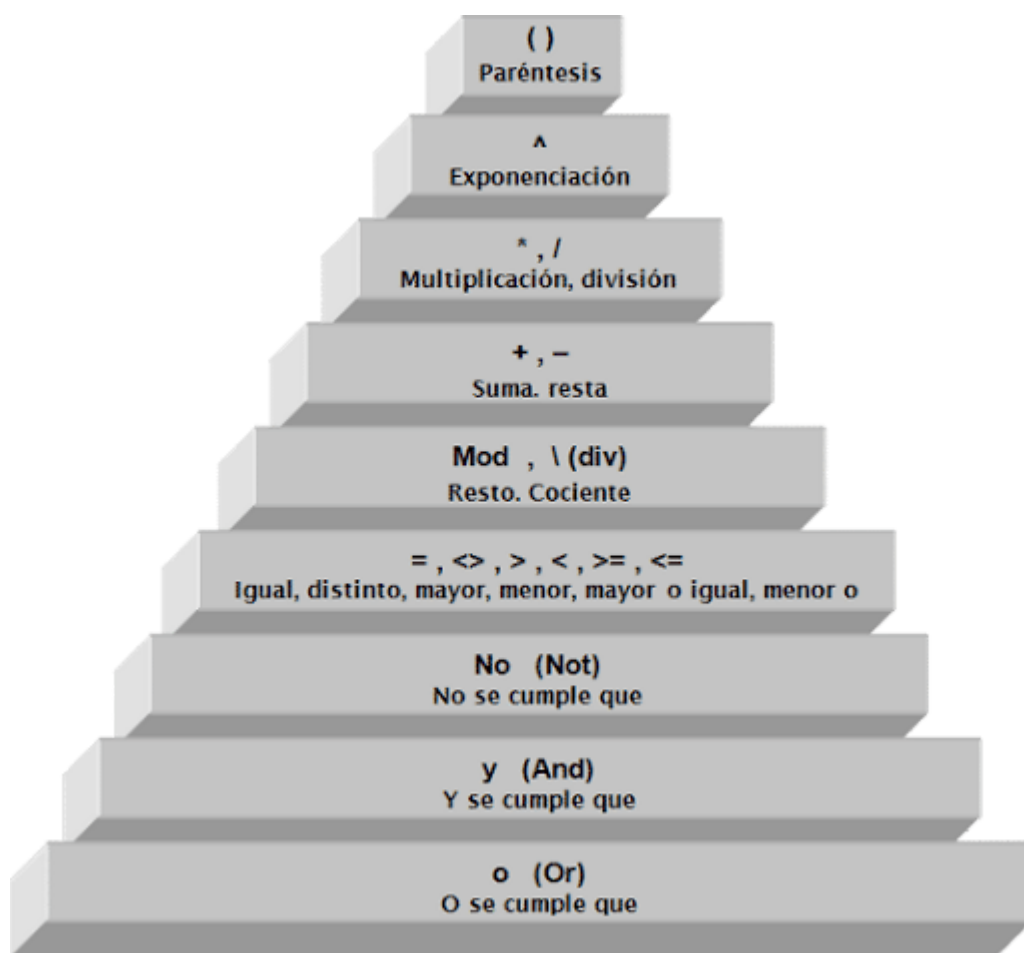 ( )
Paréntesis
^
Exponenciación
* , /
Multiplicación, división
+ , –
Suma. resta
Mod , \ (div)
Resto. Cociente
= , <> , > , < , >= , <=
Igual, distinto, mayor, menor, mayor o igual, menor o
No (Not)
No se cumple que
y (And)
Y se cumple que
o (Or)
O se cumple que